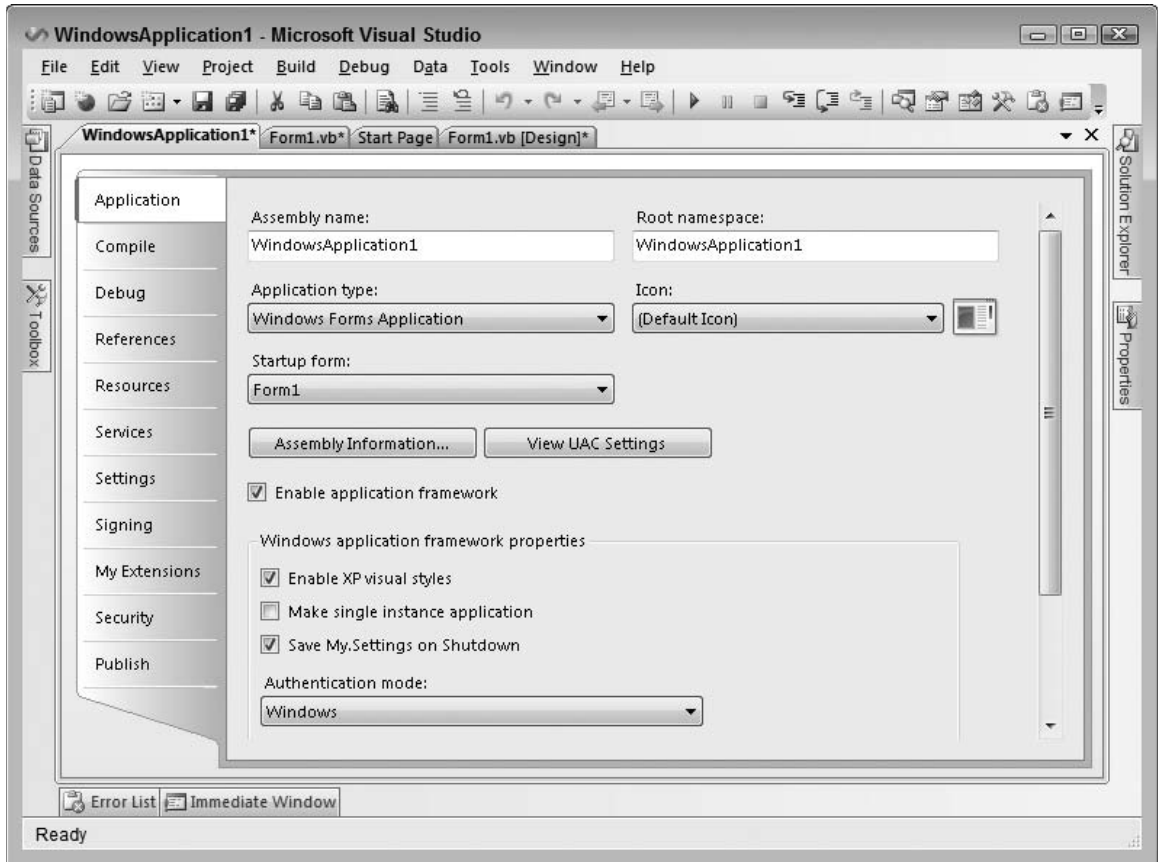 WindowsApplication1 - Microsoft Visual Studio
File Edit View Project Build Debug Data Tools Window Help
WindowsApplication1* Form1.vb* Start Page Form1.vb [Design]*
Data Sources
Toolbox
Application
Compile
Debug
References
Resources
Services
Settings
Signing
My Extensions
Security
Publish
Assembly name: Root namespace:
WindowsApplication1 WindowsApplication1
Application type: Icon:
Windows Forms Application (Default Icon)
Startup form:
Form1
Assembly Information... View UAC Settings
Enable application framework
Windows application framework properties
Enable XP visual styles
Make single instance application
Save My.Settings on Shutdown
Authentication mode:
Windows
Solution Explorer
Properties
Error List Immediate Window
Ready